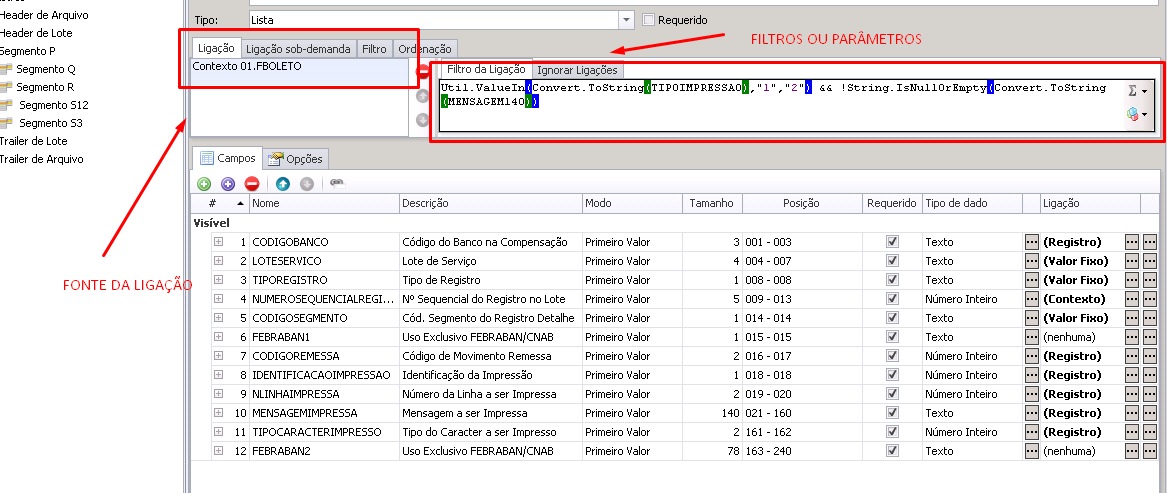 Header de Arquivo
Header de Lote
Segmento P
Segmento Q
Segmento R
Segmento S12
Segmento S3
Trailer de Lote
Trailer de Arquivo
Tipo: Lista Requerido
FILTROS OU PARÂMETROS
Ligação Ligação sob-demanda Filtro Ordenação
Contexto 01.FBOLETO
Filtro da Ligação Ignorar Ligações
Util.ValueIn(Convert.ToString(TIPOIMPRESSAO),"1","2") && !String.IsNullOrEmpty(Convert.ToString
(MENSAGEM140))
FONTE DA LIGAÇÃO
Campos Opções
# Nome Descrição Modo Tamanho Posição Requerido Tipo de dado Ligação
Visível
1 CODIGOBANCO Código do Banco na Compensação Primeiro Valor 3 001 - 003 Texto (Registro)
2 LOTESERVICO Lote de Serviço Primeiro Valor 4 004 - 007 Texto (Valor Fixo)
3 TIPOREGISTRO Tipo de Registro Primeiro Valor 1 008 - 008 Texto (Valor Fixo)
4 NUMEROSEQUENCIALREGI... Nº Sequencial do Registro no Lote Primeiro Valor 5 009 - 013 Número Inteiro (Contexto)
5 CODIGOSEGMENTO Cód. Segmento do Registro Detalhe Primeiro Valor 1 014 - 014 Texto (Valor Fixo)
6 FEBRABAN1 Uso Exclusivo FEBRABAN/CNAB Primeiro Valor 1 015 - 015 Texto (nenhuma)
7 CODIGOREMESSA Código de Movimento Remessa Primeiro Valor 2 016 - 017 Número Inteiro (Registro)
8 IDENTIFICACAOIMPRESSAO Identificação da Impressão Primeiro Valor 1 018 - 018 Número Inteiro (Registro)
9 NLINHAIMPRESSA Número da Linha a ser Impressa Primeiro Valor 2 019 - 020 Número Inteiro (Registro)
10 MENSAGEMIMPRESSA Mensagem a ser Impressa Primeiro Valor 140 021 - 160 Texto (Registro)
11 TIPOCARACTERIMPRESSO Tipo do Caracter a ser Impresso Primeiro Valor 2 161 - 162 Número Inteiro (Registro)
12 FEBRABAN2 Uso Exclusivo FEBRABAN/CNAB Primeiro Valor 78 163 - 240 Texto (nenhuma)